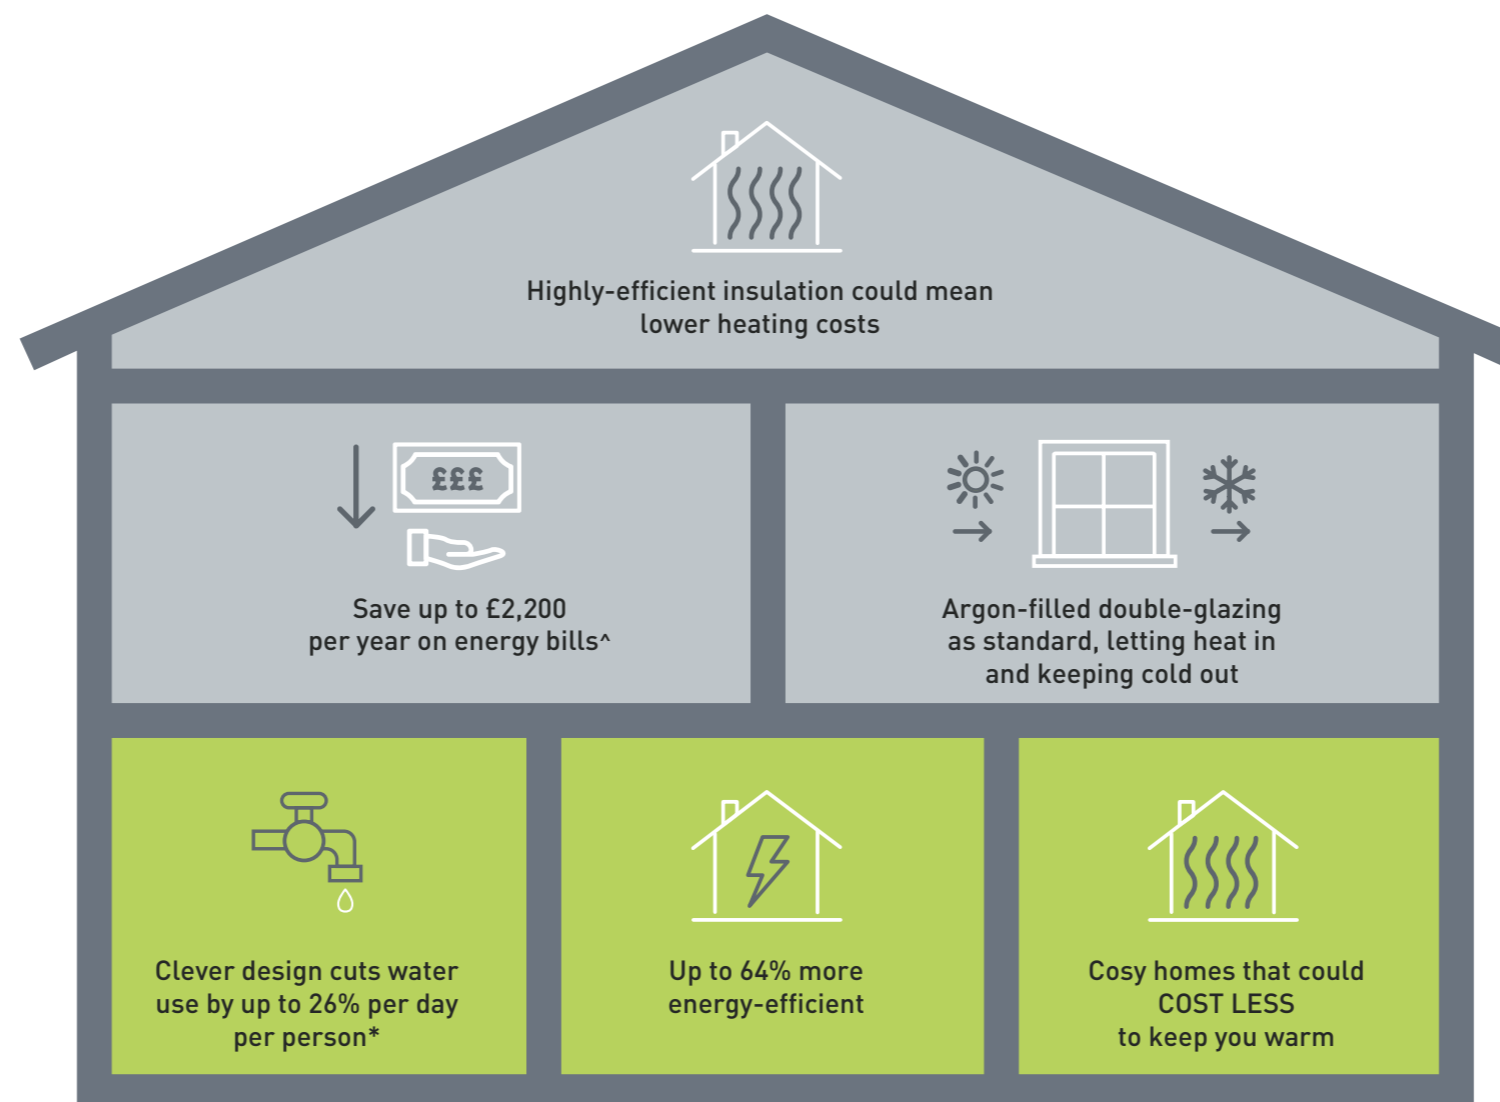 Highly-efficient insulation could mean
lower heating costs
£££
Save up to £2,200
per year on energy bills^
Argon-filled double-glazing
as standard, letting heat in
and keeping cold out
Clever design cuts water
use by up to 26% per day
per person*
Up to 64% more
energy-efficient
Cosy homes that could
COST LESS
to keep you warm